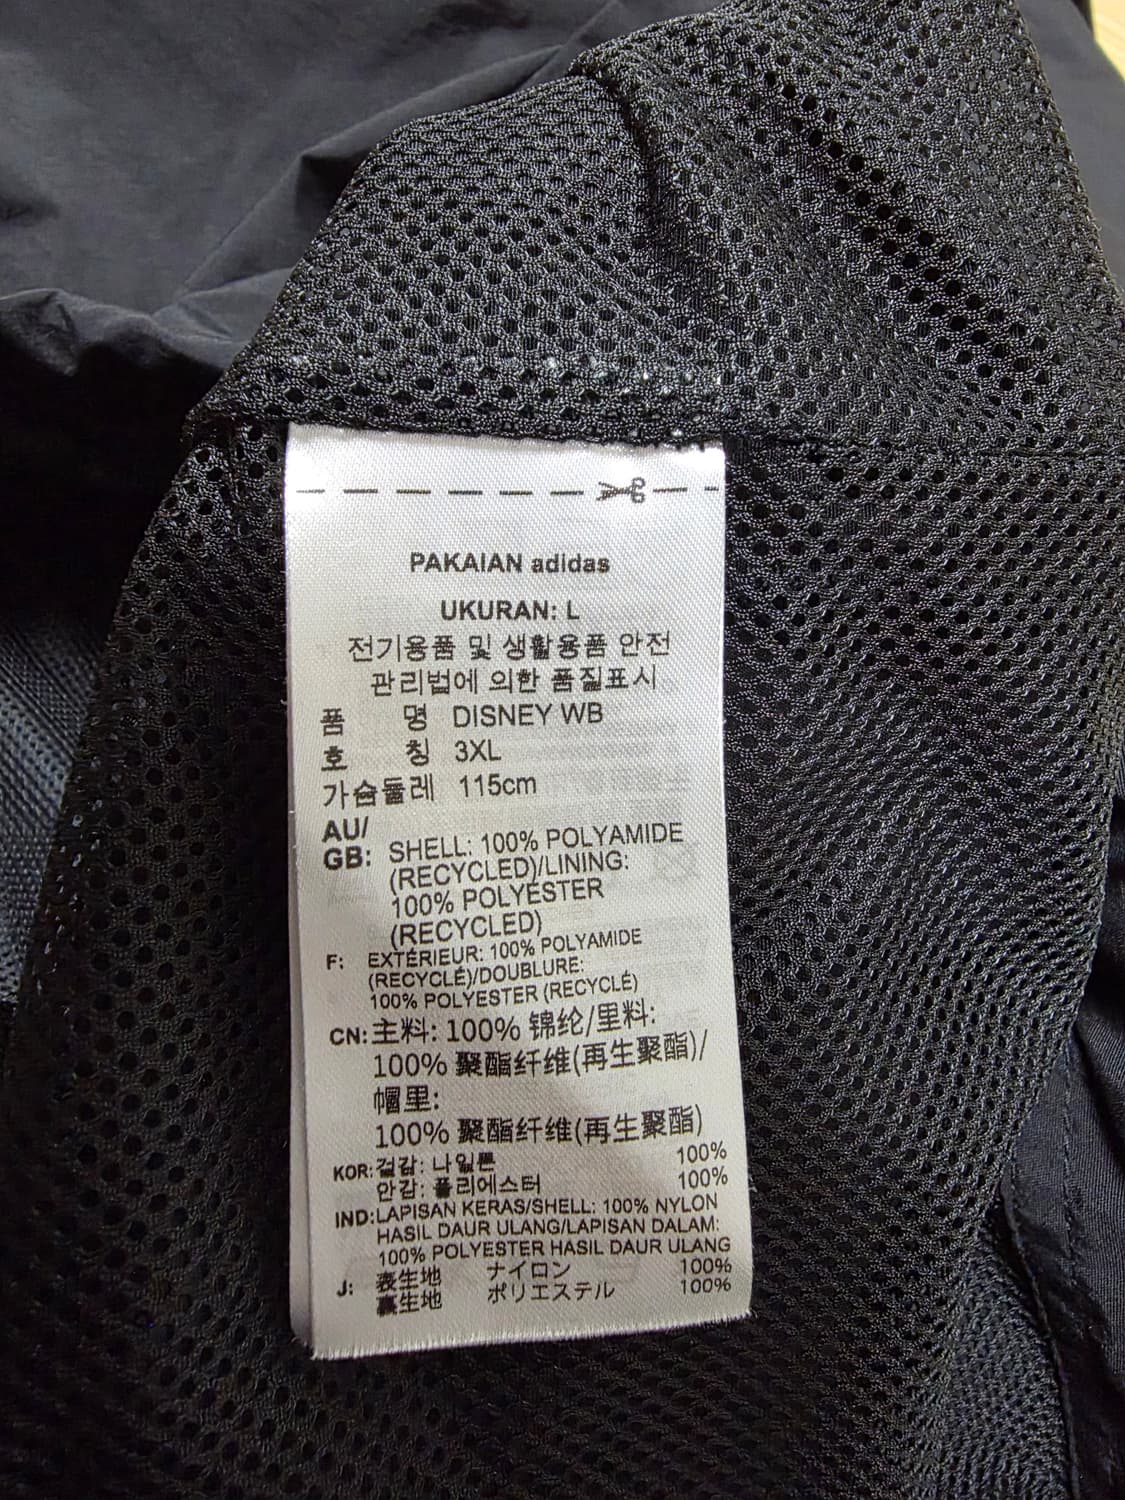 PAKAIAN adidas
UKURAN: L
전기용품 및 생활용품 안전
관리법에 의한 품질표시
품 명 DISNEY WB
호 칭 3XL
가슴둘레 115cm
AU/
GB: SHELL: 100% POLYAMIDE
(RECYCLED)/LINING:
100% POLYESTER
(RECYCLED)
F: EXTÉRIEUR: 100% POLYAMIDE
(RECYCLÉ)/DOUBLURE:
100% POLYESTER (RECYCLÉ)
CN: 主料: 100% 锦纶/里料:
100% 聚酯纤维(再生聚酯)/
帽里:
100% 聚酯纤维(再生聚酯)
KOR: 겉감: 나일론 100%
안감: 폴리에스터 100%
IND: LAPISAN KERAS/SHELL: 100% NYLON
HASIL DAUR ULANG/LAPISAN DALAM:
100% POLYESTER HASIL DAUR ULANG
J: 表生地 ナイロン 100%
裏生地 ポリエステル 100%